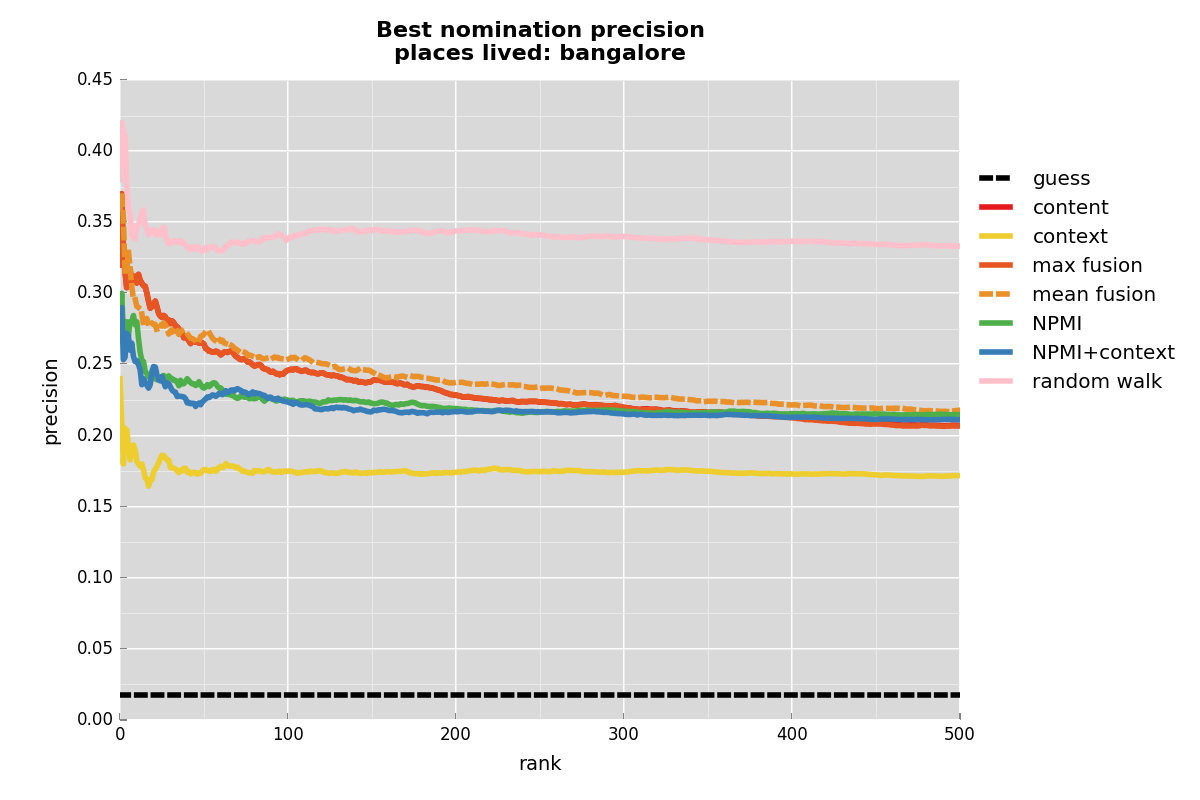 Best nomination precision
places lived: bangalore
0.45
0.40
0.35
0.30
0.25
0.20
0.15
0.10
0.05
0.00
precision
0
100
200
300
400
500
rank
guess
content
context
max fusion
mean fusion
NPMI
NPMI+context
random walk